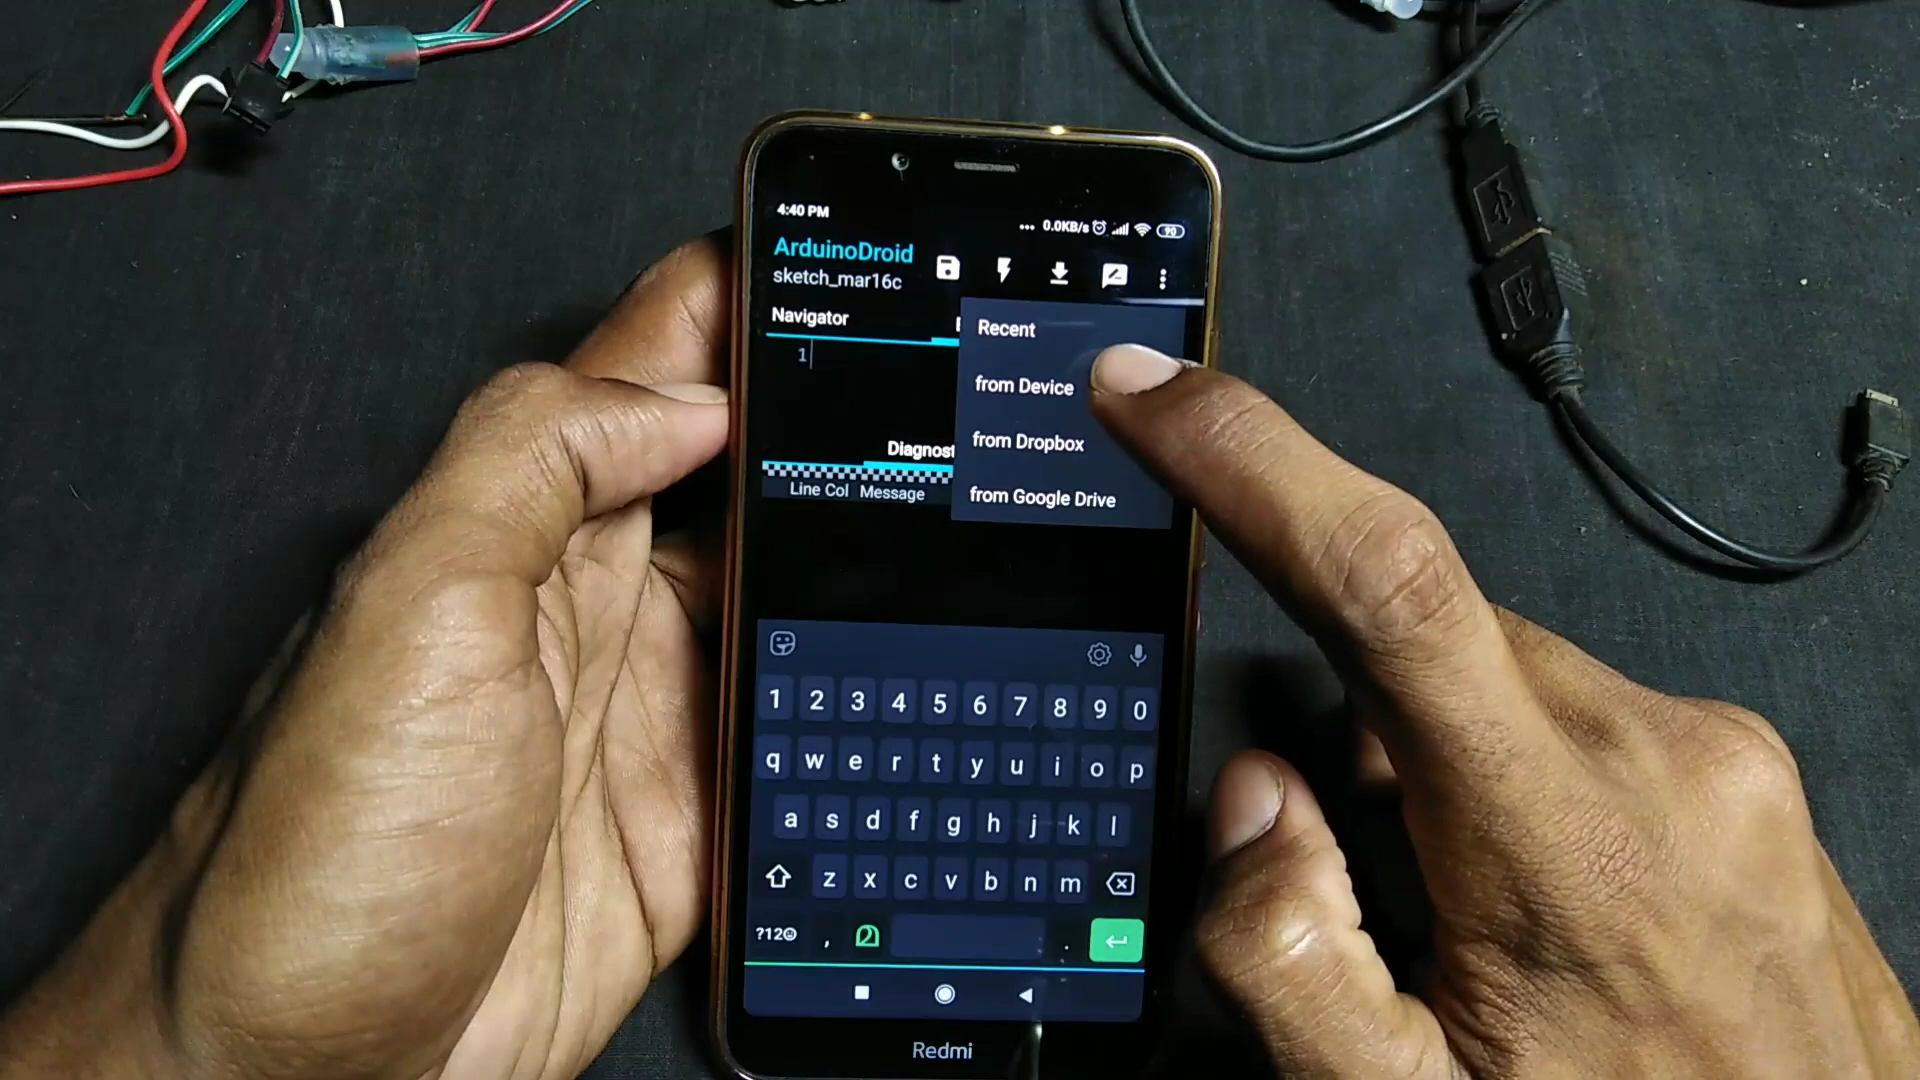 4:40 PM
0.0KB/s
90
ArduinoDroid
sketch_mar16c
Navigator
Recent
1
from Device
from Dropbox
Diagnost
Line Col Message
from Google Drive
1 2 3 4 5 6 7 8 9 0
q w e r t y u i o p
a s d f g h j k l
z x c v b n m
?12
, .
Redmi